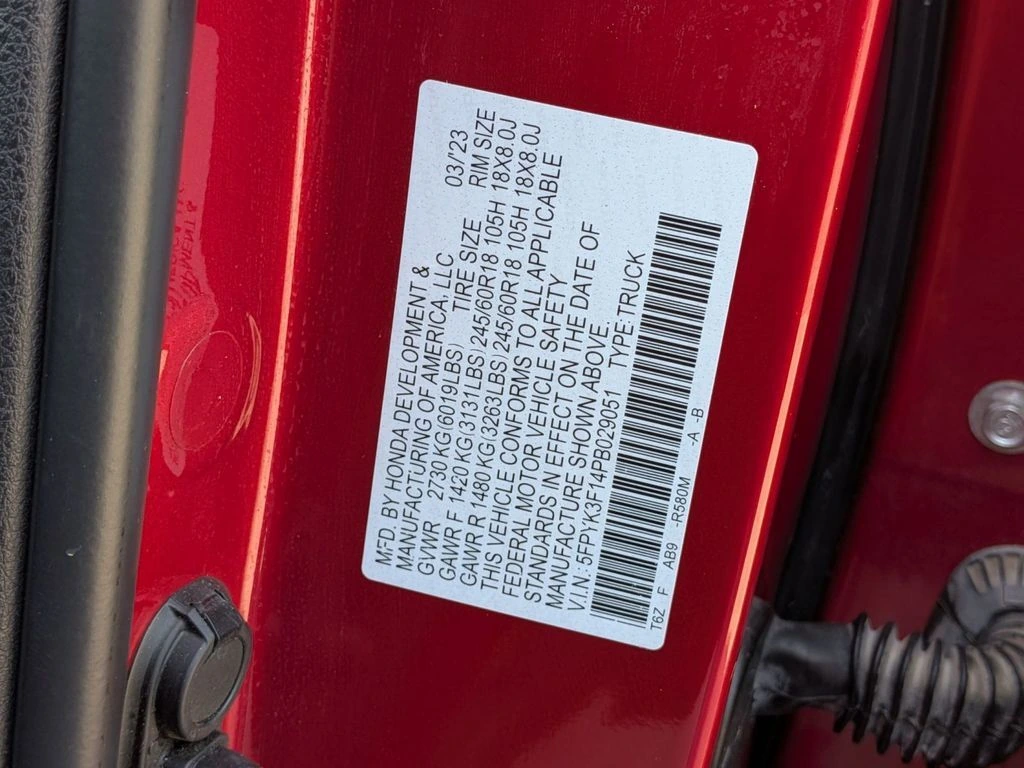 MFD. BY HONDA DEVELOPMENT &
MANUFACTURING OF AMERICA, LLC 03/23
GVWR 2730 KG(6019LBS) TIRE SIZE RIM SIZE
GAWR F 1420 KG(3131LBS) 245/60R18 105H 18X8.0J
GAWR R 1480 KG(3263LBS) 245/60R18 105H 18X8.0J
THIS VEHICLE CONFORMS TO ALL APPLICABLE
FEDERAL MOTOR VEHICLE SAFETY
STANDARDS IN EFFECT ON THE DATE OF
MANUFACTURE SHOWN ABOVE.
V.I.N.: 5FPYK3F14PB029051 TYPE:TRUCK
T6Z F AB9 -R580M -A -B